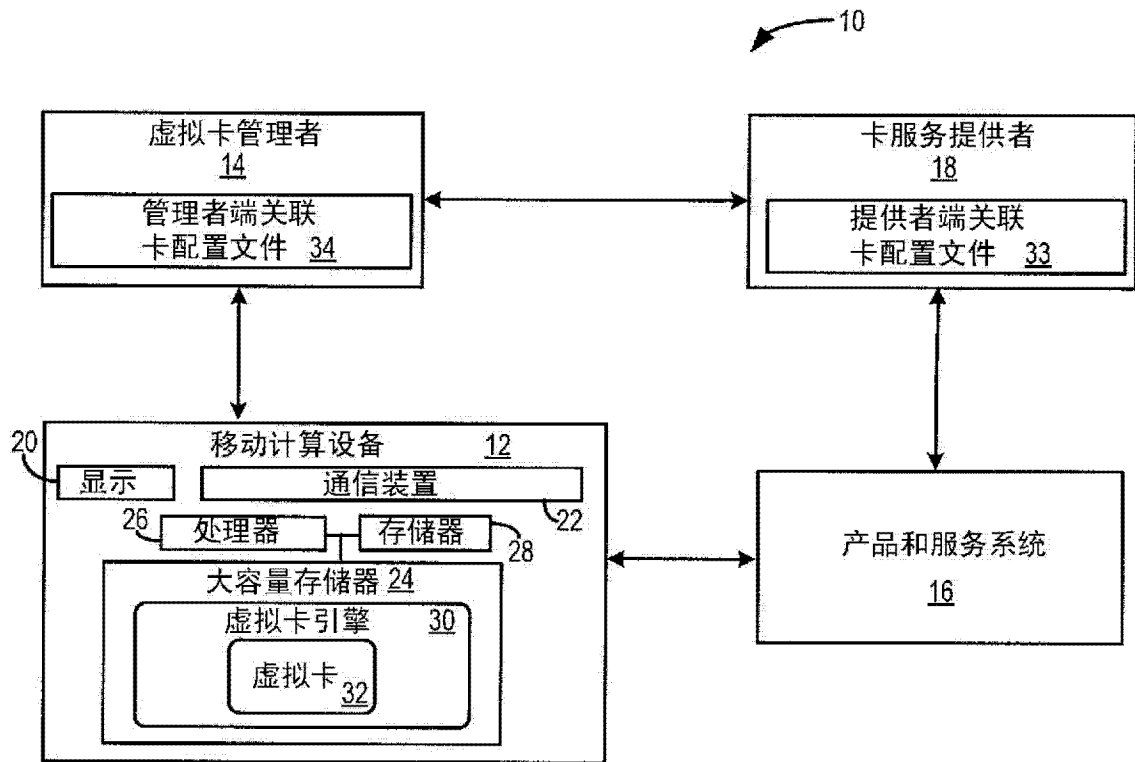 10
虚拟卡管理者
14
管理者端关联
卡配置文件 34
卡服务提供者
18
提供者端关联
卡配置文件 33
移动计算设备 12
20
显示
通信装置
22
26
处理器
存储器
28
大容量存储器 24
虚拟卡引擎 30
虚拟卡
32
产品和服务系统
16